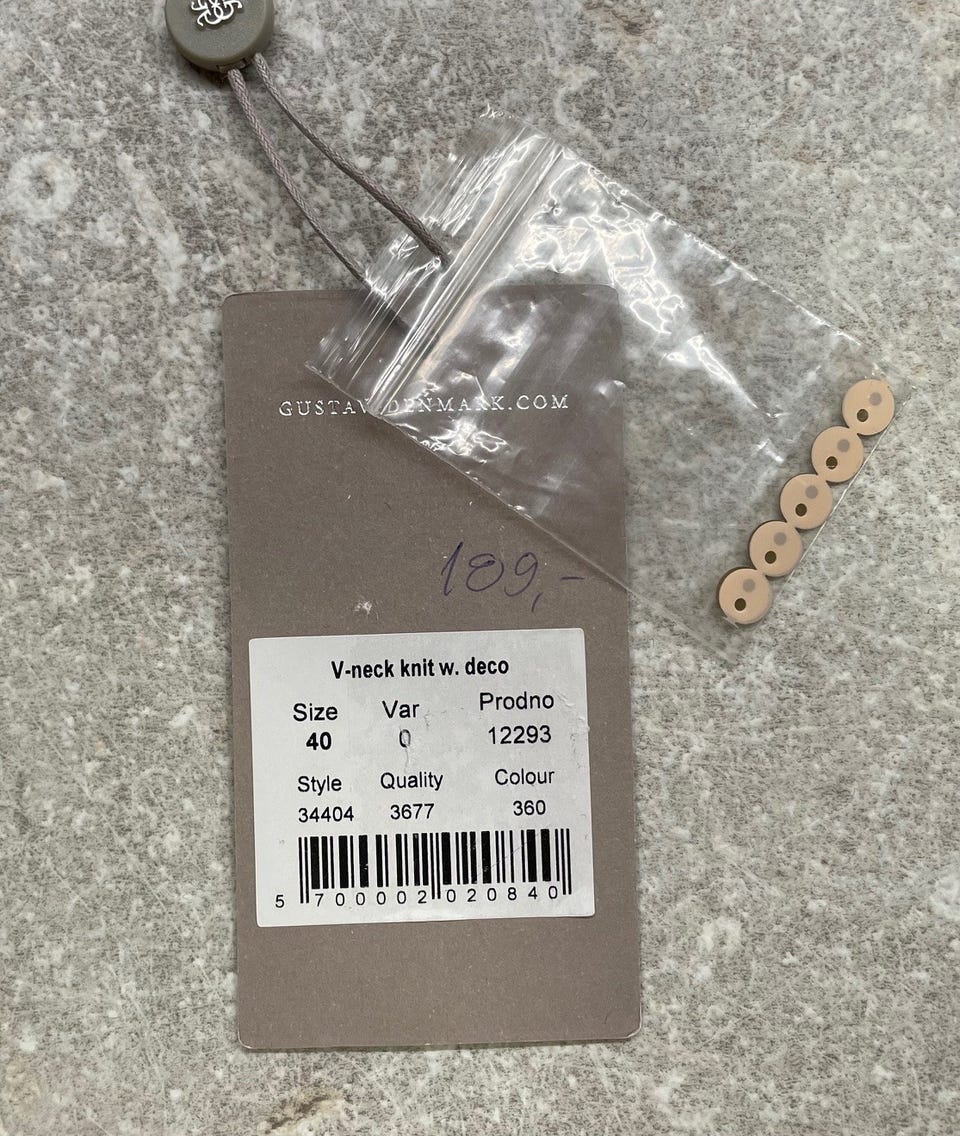 GUSTAV DENMARK.COM
189,-
V-neck knit w. deco
Size Var Prodno
40 0 12293
Style Quality Colour
34404 3677 360
5 700002 020840